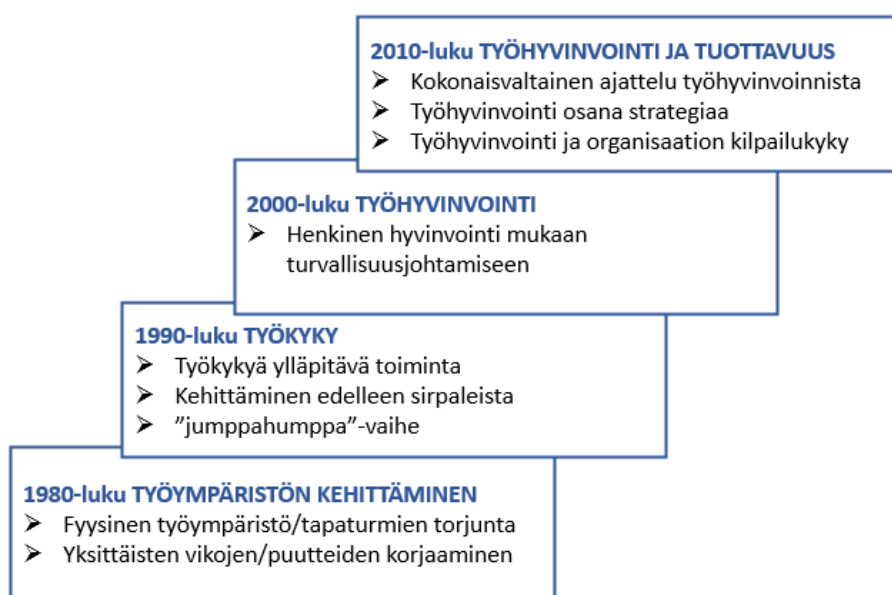 2010-luku TYÖHYVINVOINTI JA TUOTTAVUUS
➤ Kokonaisvaltainen ajattelu työhyvinvoinnista
➤ Työhyvinvointi osana strategiaa
➤ Työhyvinvointi ja organisaation kilpailukyky
2000-luku TYÖHYVINVOINTI
➤ Henkinen hyvinvointi mukaan
turvallisuusjohtamiseen
1990-luku TYÖKYKY
➤ Työkykyä ylläpitävä toiminta
➤ Kehittäminen edelleen sirpaleista
➤ ”jumppahumppa”-vaihe
1980-luku TYÖYMPÄRISTÖN KEHITTÄMINEN
➤ Fyysinen työympäristö/tapaturmien torjunta
➤ Yksittäisten vikojen/puutteiden korjaaminen